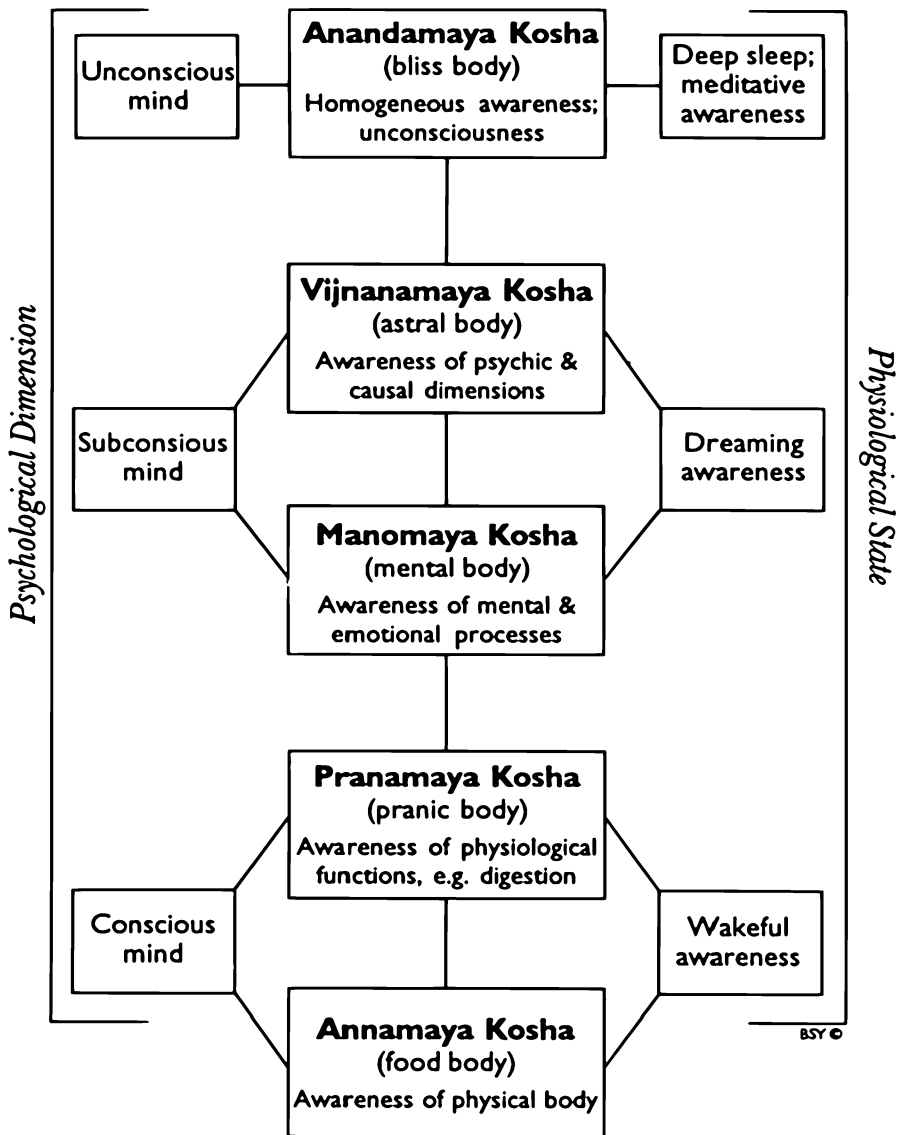 Anandamaya Kosha
(bliss body)
Homogeneous awareness;
unconsciousness
Unconscious
mind
Deep sleep;
meditative
awareness
Vijnanamaya Kosha
(astral body)
Awareness of psychic &
causal dimensions
Psychological Dimension
Physiological State
Subconsious
mind
Dreaming
awareness
Manomaya Kosha
(mental body)
Awareness of mental &
emotional processes
Pranamaya Kosha
(pranic body)
Awareness of physiological
functions, e.g. digestion
Conscious
mind
Wakeful
awareness
Annamaya Kosha
(food body)
Awareness of physical body
BSY ©